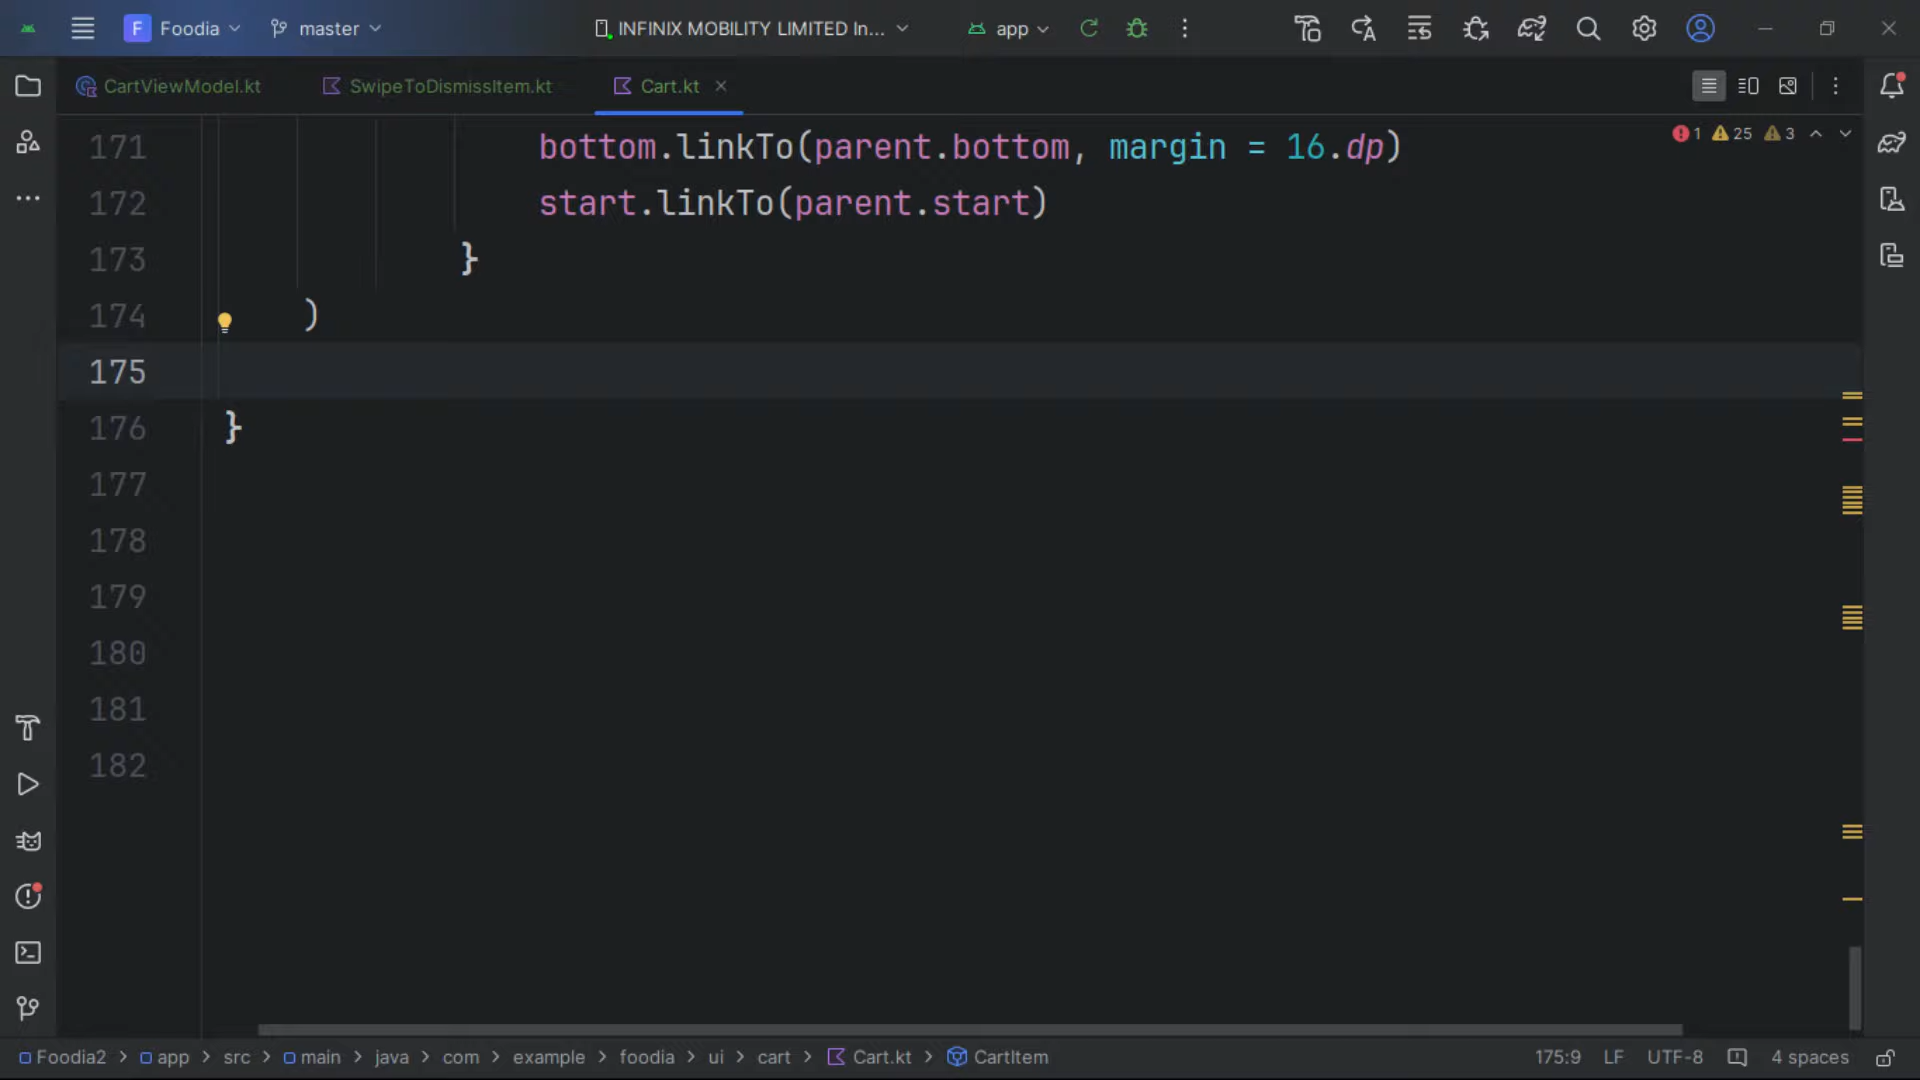 F Foodia master INFINIX MOBILITY LIMITED In... app
CartViewModel.kt SwipeToDismissItem.kt Cart.kt
171 bottom.linkTo(parent.bottom, margin = 16.dp) 1 25 3
172 start.linkTo(parent.start)
173 }
174 )
175
176 }
177
178
179
180
181
182
Foodia2 > app > src > main > java > com > example > foodia > ui > cart > Cart.kt > CartItem 175:9 LF UTF-8 4 spaces